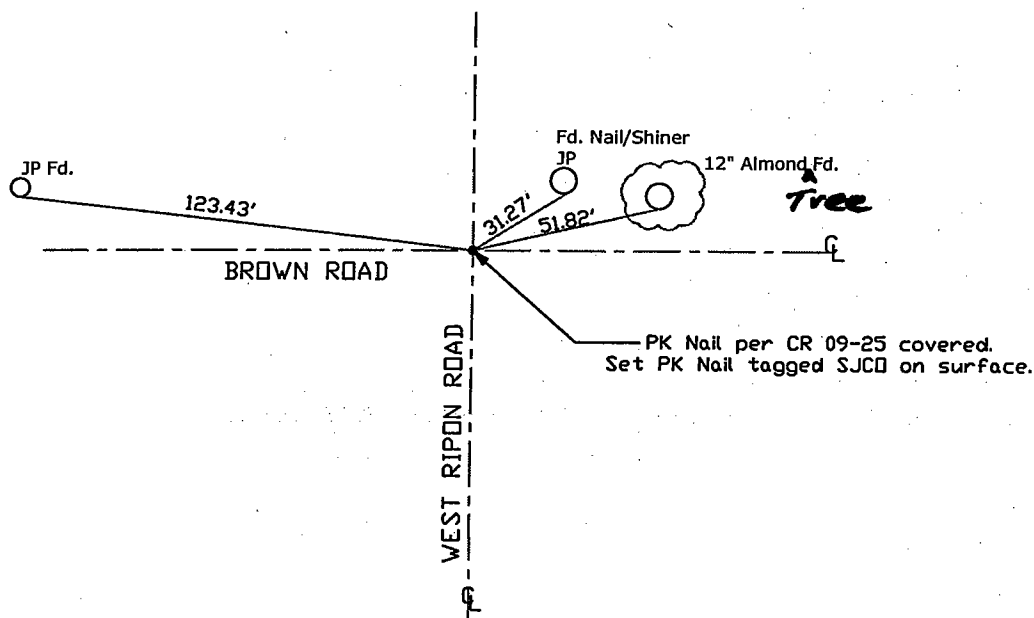 Fd. Nail/Shiner
JP
JP Fd.
12" Almond ^ Fd.
Tree
123.43'
31.27'
51.82'
℄
BROWN ROAD
PK Nail per CR 09-25 covered.
Set PK Nail tagged SJCO on surface.
WEST RIPON ROAD
℄